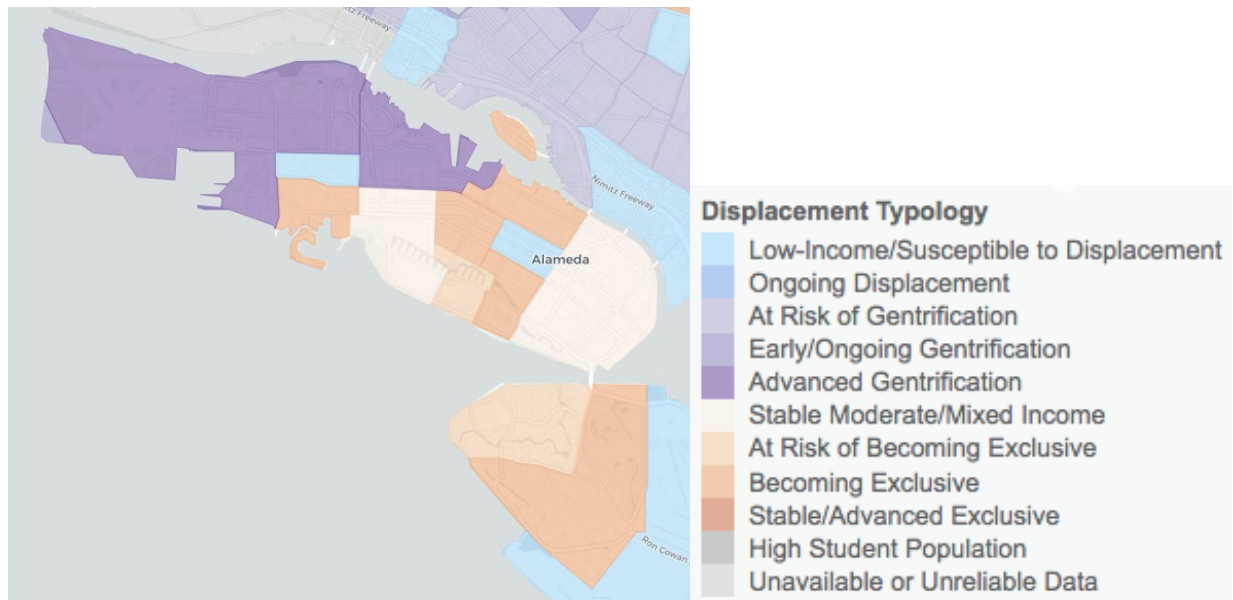 itz Freeway
Nimitz Freeway
Alameda
Ron Cowan
Displacement Typology
Low-Income/Susceptible to Displacement
Ongoing Displacement
At Risk of Gentrification
Early/Ongoing Gentrification
Advanced Gentrification
Stable Moderate/Mixed Income
At Risk of Becoming Exclusive
Becoming Exclusive
Stable/Advanced Exclusive
High Student Population
Unavailable or Unreliable Data